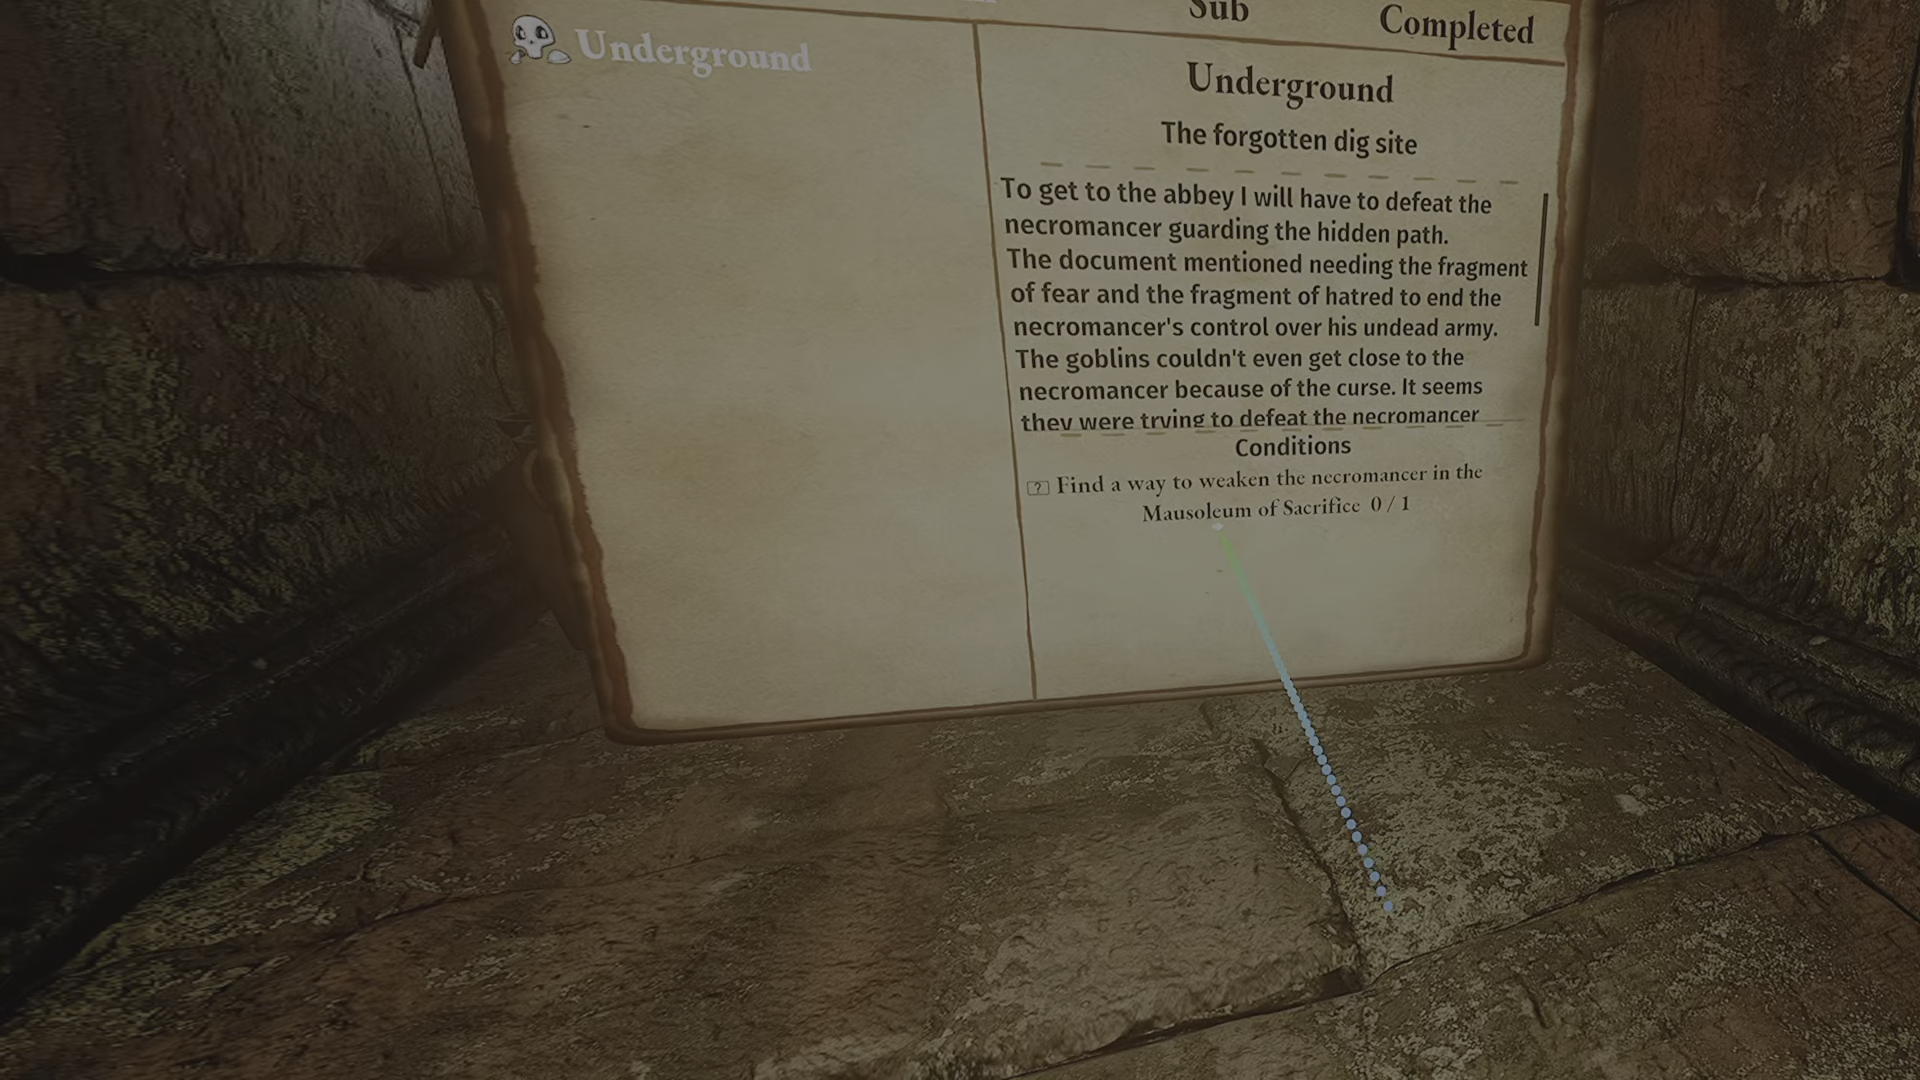 Sub
Completed
Underground
Underground
The forgotten dig site
To get to the abbey I will have to defeat the
necromancer guarding the hidden path.
The document mentioned needing the fragment
of fear and the fragment of hatred to end the
necromancer's control over his undead army.
The goblins couldn't even get close to the
necromancer because of the curse. It seems
they were trying to defeat the necromancer
Conditions
? Find a way to weaken the necromancer in the
Mausoleum of Sacrifice 0 / 1